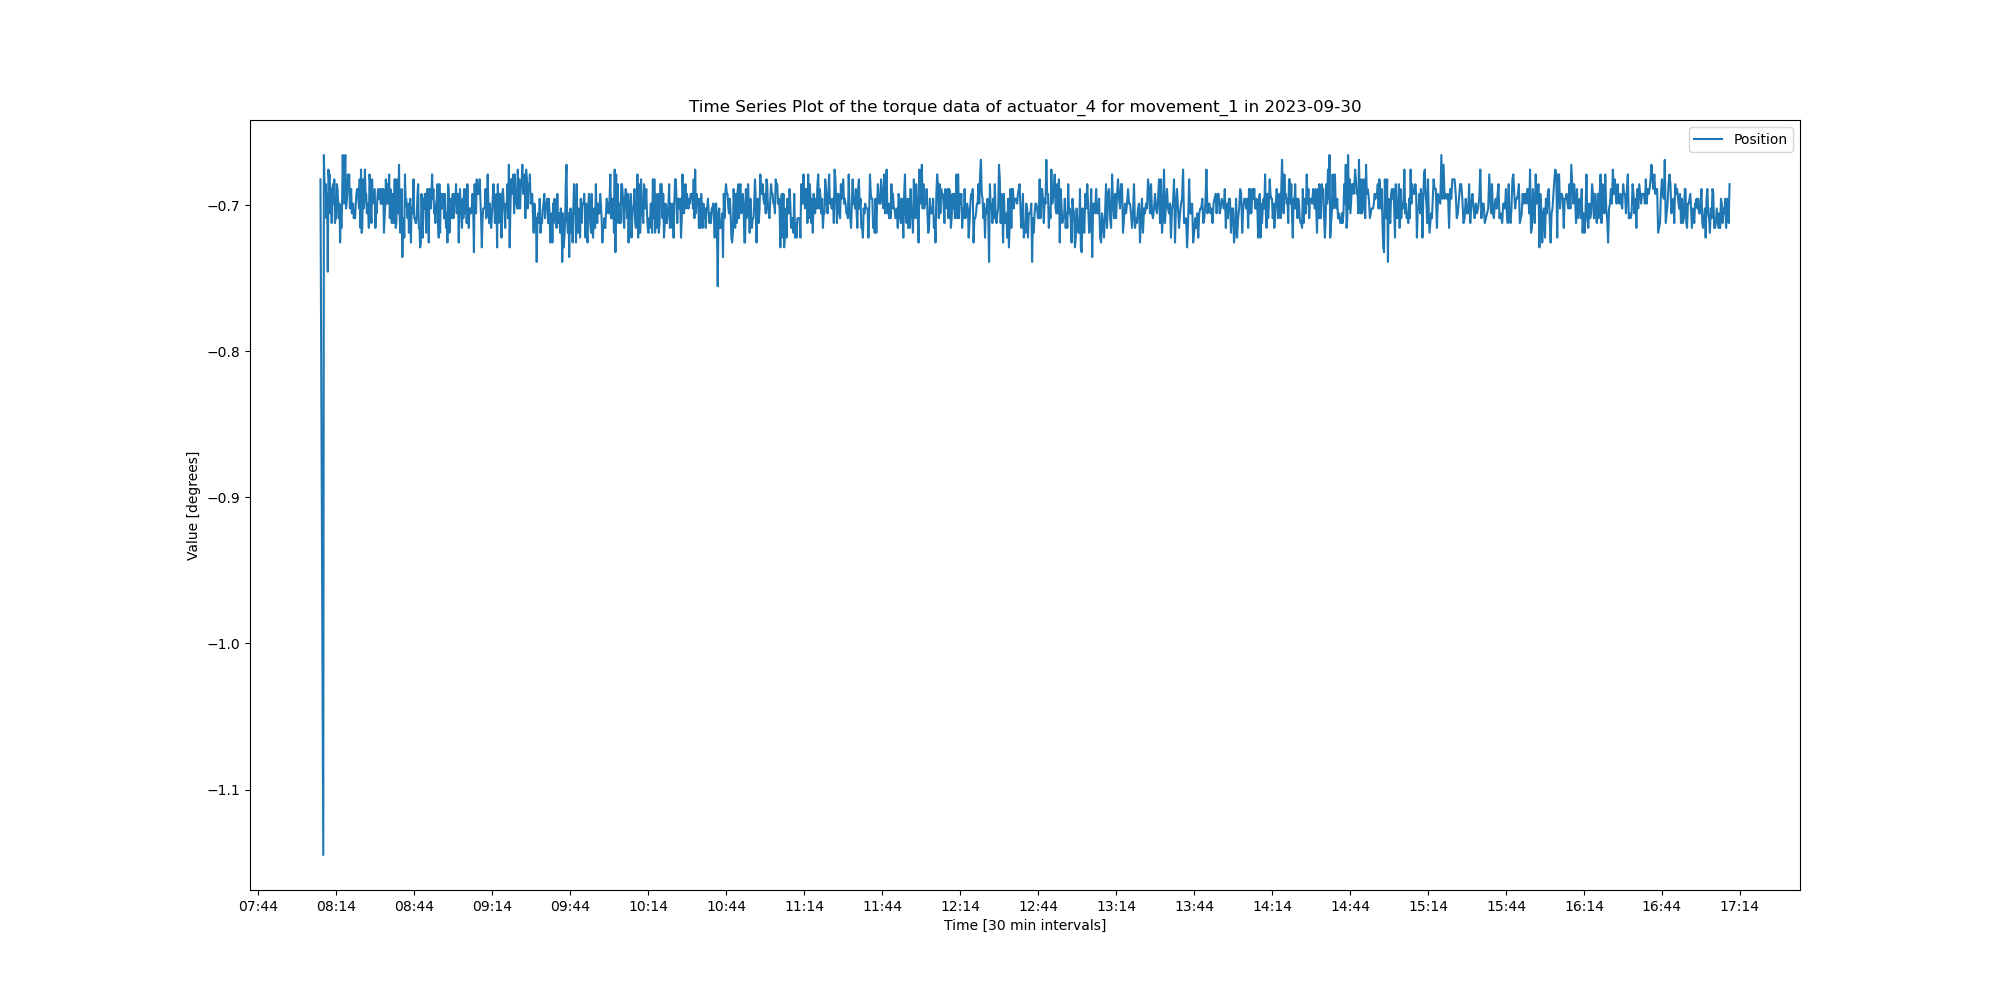 Time Series Plot of the torque data of actuator_4 for movement_1 in 2023-09-30
Position
−0.7
−0.8
−0.9
−1.0
−1.1
Value [degrees]
07:44 08:14 08:44 09:14 09:44 10:14 10:44 11:14 11:44 12:14 12:44 13:14 13:44 14:14 14:44 15:14 15:44 16:14 16:44 17:14
Time [30 min intervals]